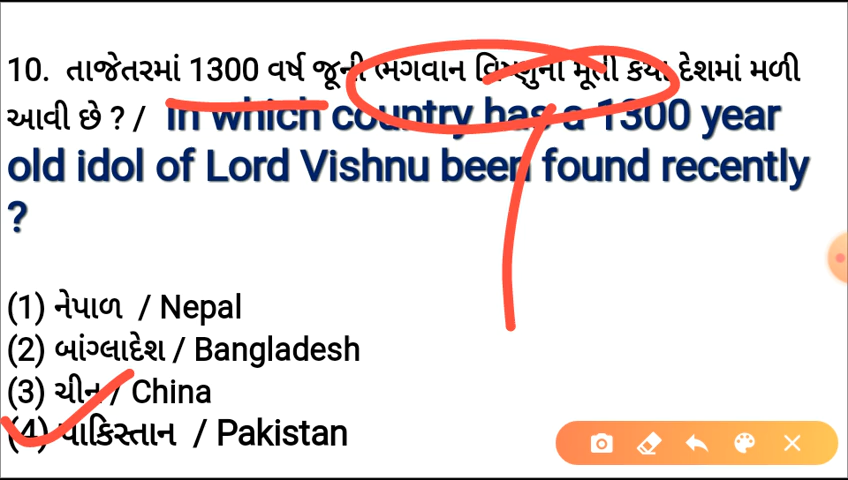 10. તાજેતરમાં 1300 વર્ષ જૂની ભગવાન વિષ્ણુની મૂર્તી કયા દેશમાં મળી
આવી છે ? / In which country has a 1300 year
old idol of Lord Vishnu been found recently
?
(1) નેપાળ / Nepal
(2) બાંગ્લાદેશ / Bangladesh
(3) ચીન / China
(4) પાકિસ્તાન / Pakistan